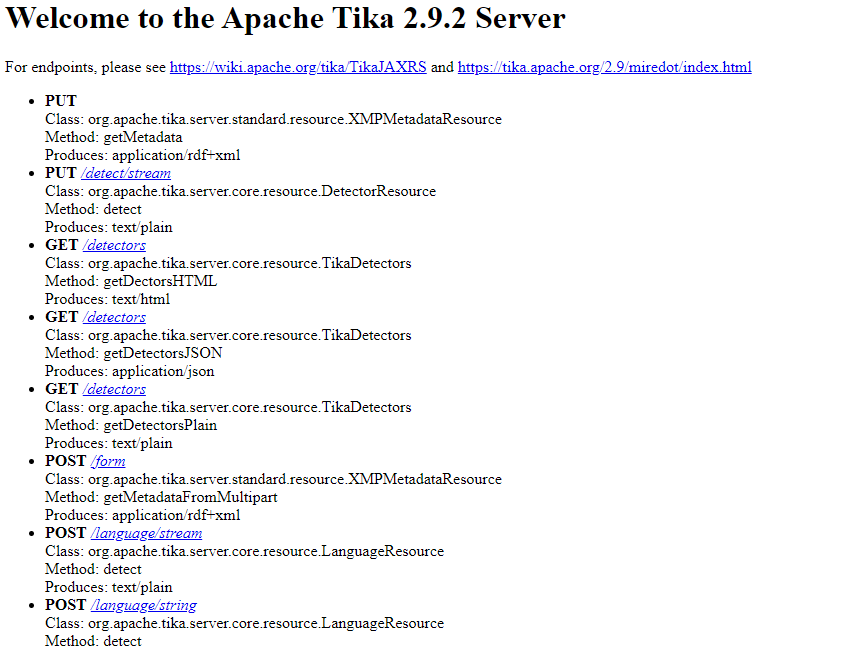 Welcome to the Apache Tika 2.9.2 Server
For endpoints, please see https://wiki.apache.org/tika/TikaJAXRS and https://tika.apache.org/2.9/miredot/index.html
• PUT
Class: org.apache.tika.server.standard.resource.XMPMetadataResource
Method: getMetadata
Produces: application/rdf+xml
• PUT /detect/stream
Class: org.apache.tika.server.core.resource.DetectorResource
Method: detect
Produces: text/plain
• GET /detectors
Class: org.apache.tika.server.core.resource.TikaDetectors
Method: getDectorsHTML
Produces: text/html
• GET /detectors
Class: org.apache.tika.server.core.resource.TikaDetectors
Method: getDetectorsJSON
Produces: application/json
• GET /detectors
Class: org.apache.tika.server.core.resource.TikaDetectors
Method: getDetectorsPlain
Produces: text/plain
• POST /form
Class: org.apache.tika.server.standard.resource.XMPMetadataResource
Method: getMetadataFromMultipart
Produces: application/rdf+xml
• POST /language/stream
Class: org.apache.tika.server.core.resource.LanguageResource
Method: detect
Produces: text/plain
• POST /language/string
Class: org.apache.tika.server.core.resource.LanguageResource
Method: detect